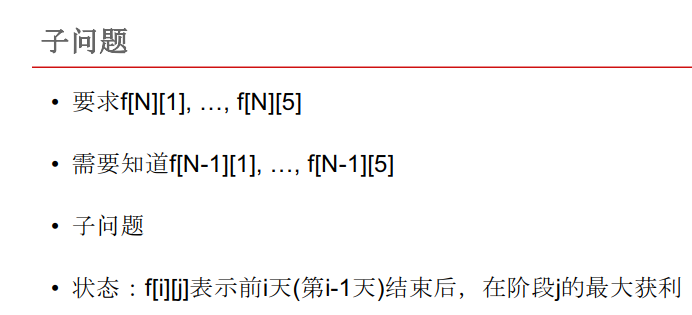 子问题
• 要求f[N][1], …, f[N][5]
• 需要知道f[N-1][1], …, f[N-1][5]
• 子问题
• 状态：f[i][j]表示前i天(第i-1天)结束后，在阶段j的最大获利